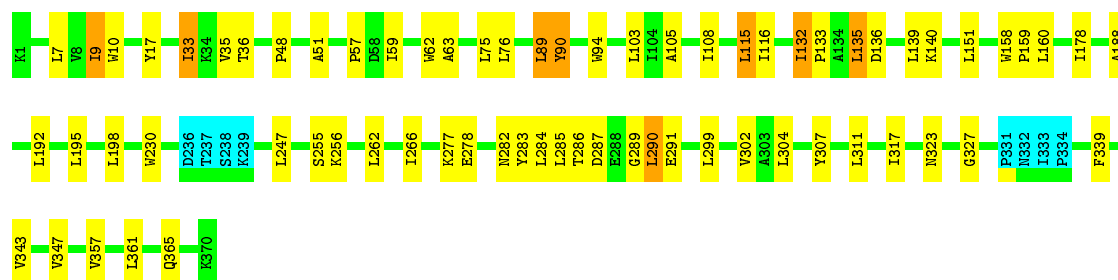 K1 L7 V8 I9 W10 Y17 I33 K34 V35 T36 P48 A51 P57 D58 I59 W62 A63 L75 L76 L89 Y90 W94 L103 I104 A105 I108 L115 I116 I132 P133 A134 L135 D136 L139 K140 L151 W158 P159 L160 I178 A188
L192 L195 L198 W230 D236 T237 S238 K239 L247 S255 K256 L262 T266 K277 E278 N282 Y283 L284 L285 T286 D287 E288 G289 L290 E291 L299 V302 A303 L304 Y307 L311 I317 N323 G327 P331 N332 I333 P334 F339
V343 V347 V357 L361 Q365 K370